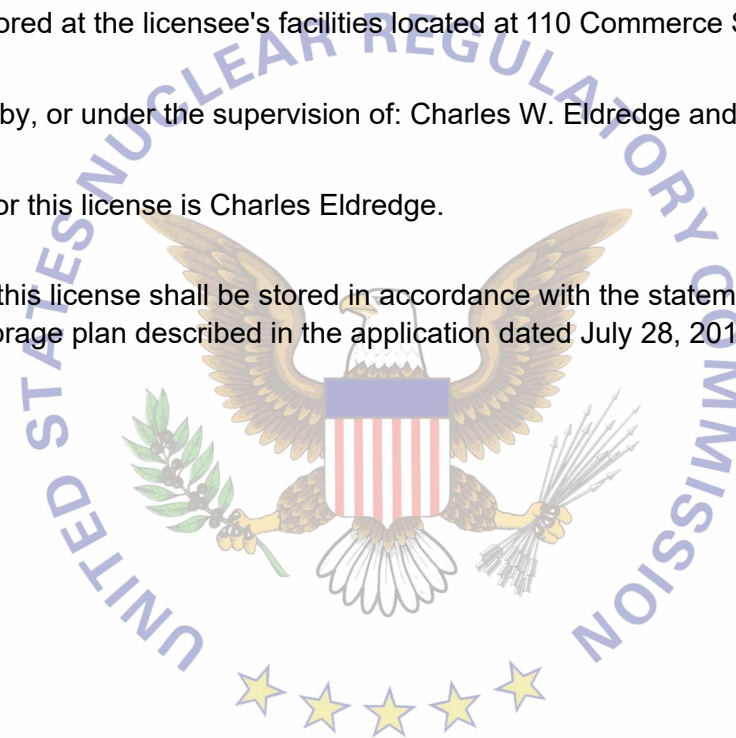 ored at the licensee's facilities located at 110 Commerce
by, or under the supervision of: Charles W. Eldredge and
or this license is Charles Eldredge.
this license shall be stored in accordance with the statem
orage plan described in the application dated July 28, 201
UNITED STATES NUCLEAR REGULATORY COMMISSION